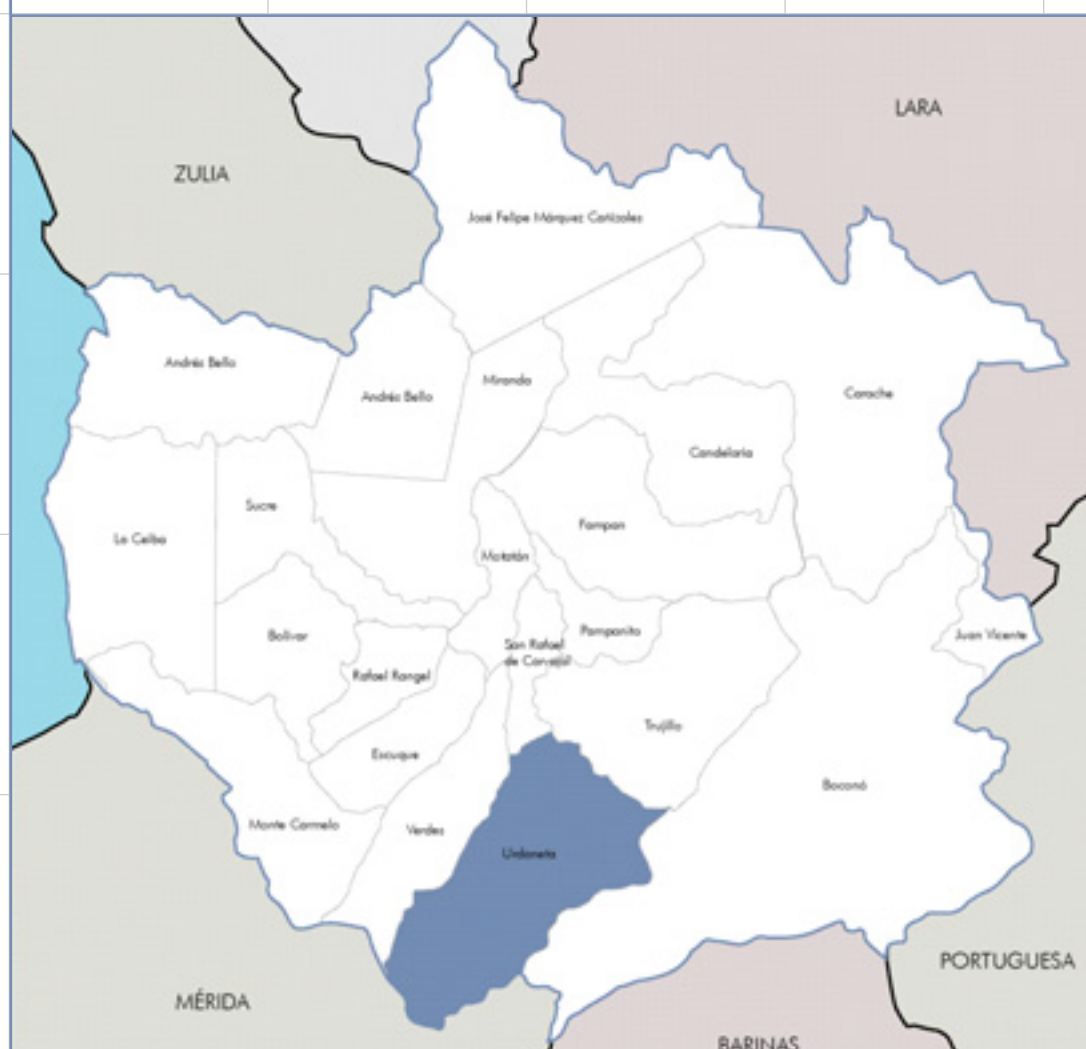 LARA
ZULIA
José Felipe Márquez Cañizales
Andrés Bello
Andrés Bello
Miranda
Carache
Candelaria
Sucre
Pampan
La Ceiba
Motatán
Bolívar
Pampanito
Juan Vicente
San Rafael
de Carvajal
Rafael Rangel
Trujillo
Escuque
Boconó
Monte Carmelo
Verdes
Urdaneta
PORTUGUESA
MÉRIDA
BARINAS